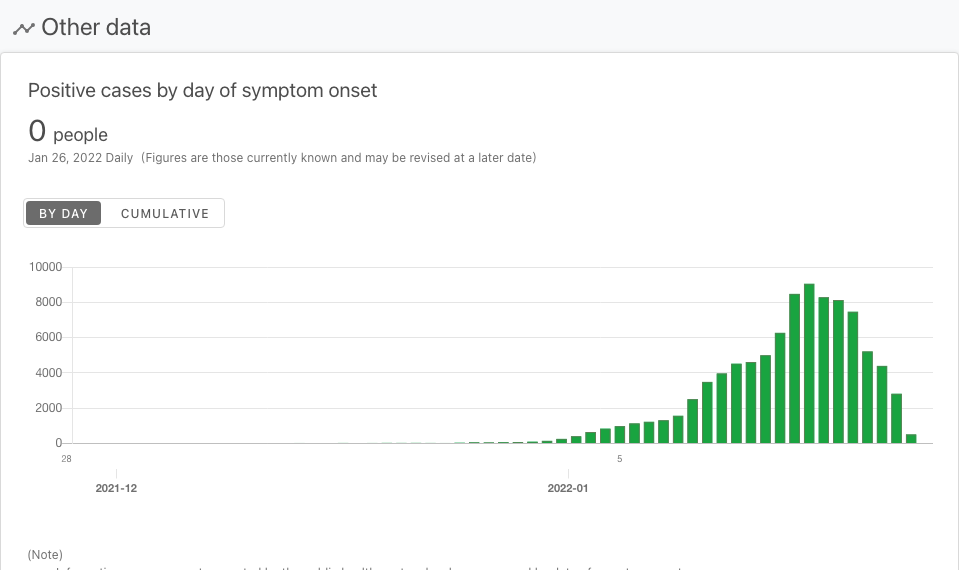 Other data
Positive cases by day of symptom onset
0 people
Jan 26, 2022 Daily (Figures are those currently known and may be revised at a later date)
BY DAY CUMULATIVE
10000
8000
6000
4000
2000
0
28 5
2021-12 2022-01
(Note)